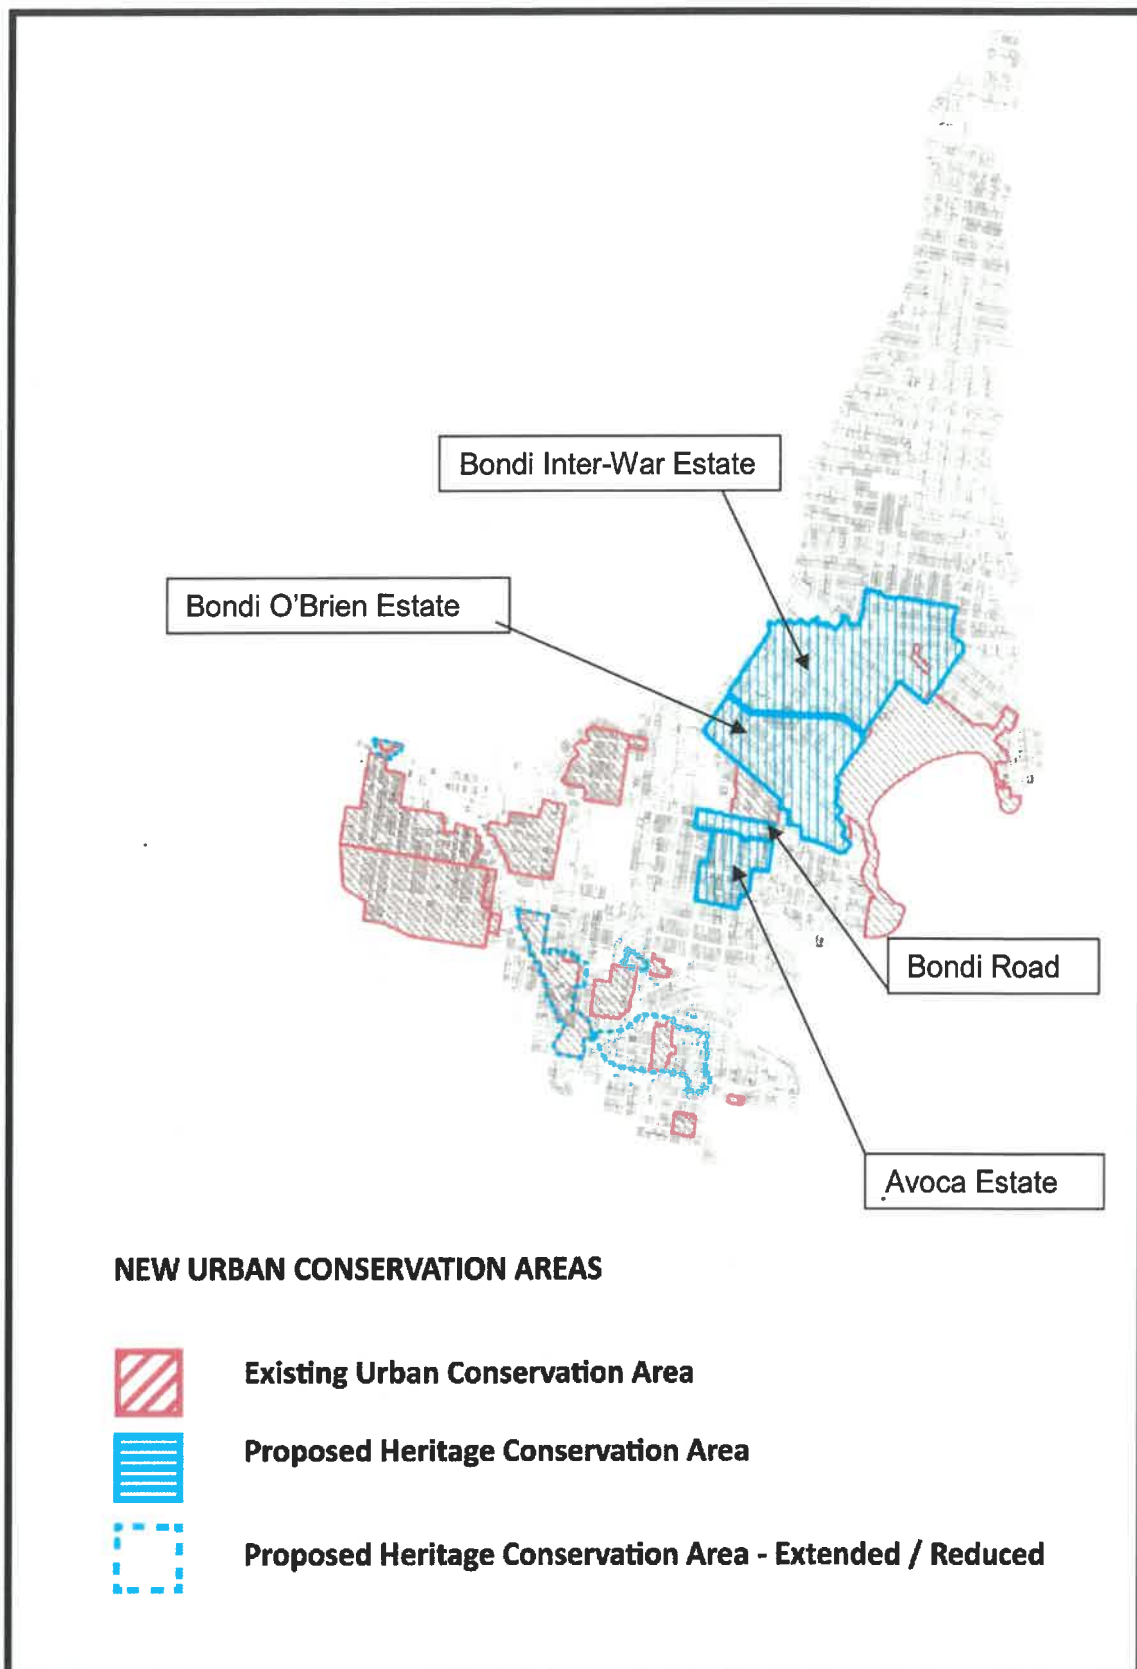 Bondi Inter-War Estate
Bondi O'Brien Estate
Bondi Road
Avoca Estate
NEW URBAN CONSERVATION AREAS
Existing Urban Conservation Area
Proposed Heritage Conservation Area
Proposed Heritage Conservation Area - Extended / Reduced